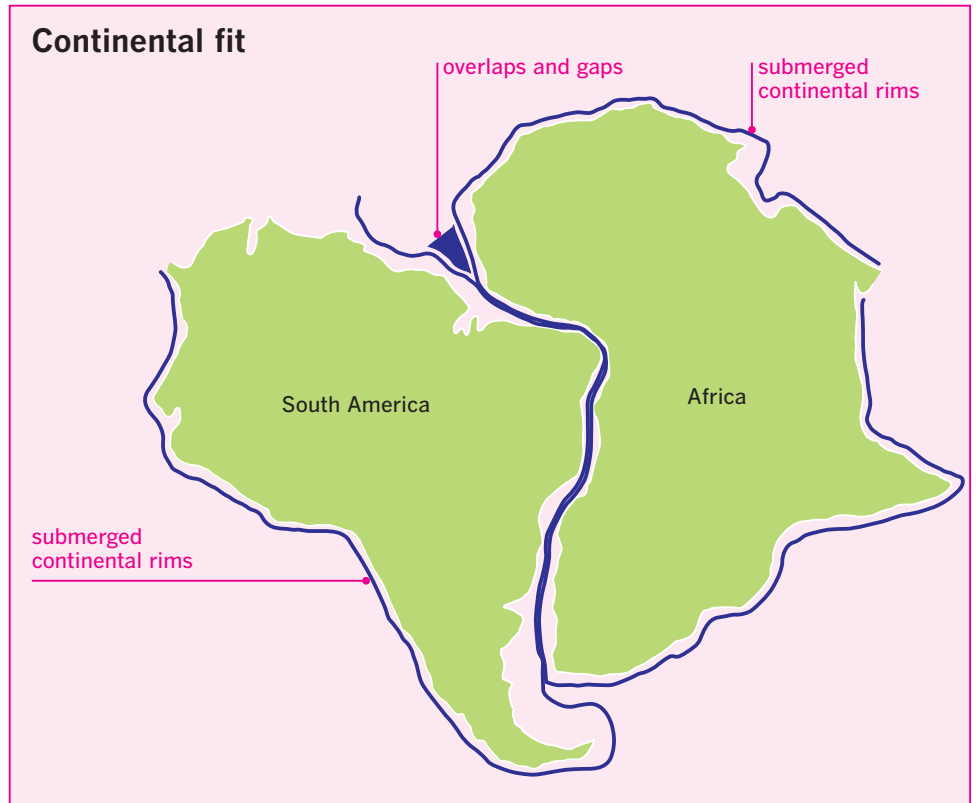 Continental fit
overlaps and gaps
submerged
continental rims
South America
Africa
submerged
continental rims